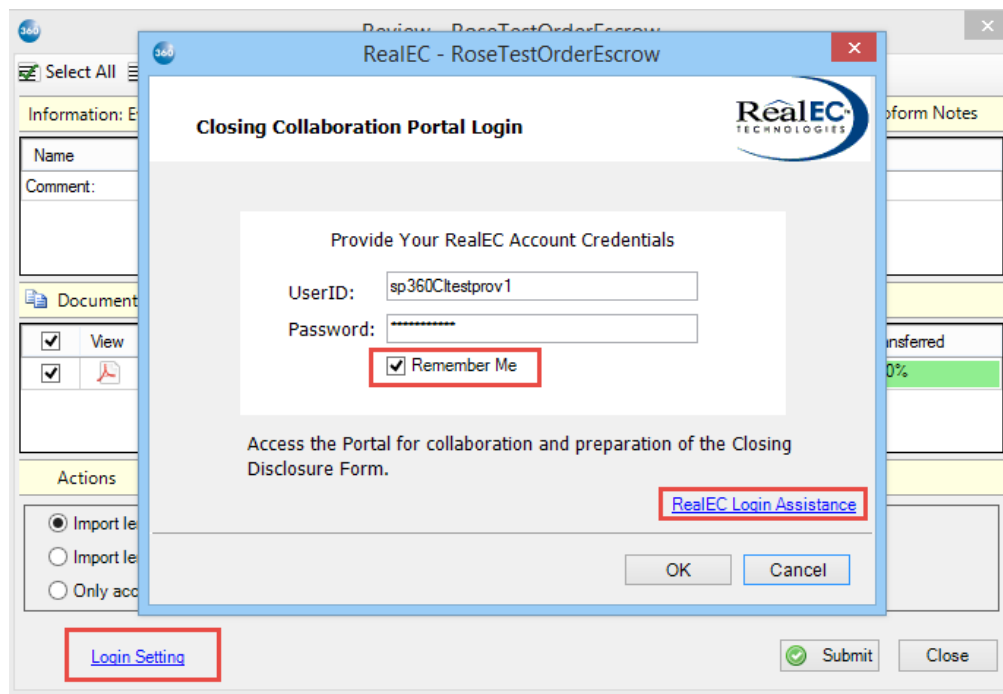 360
Review - RoseTestOrderEscrow
360
RealEC - RoseTestOrderEscrow
Select All
Information:
oform Notes
Closing Collaboration Portal Login
RealEC
TECHNOLOGIES
Name
Comment:
Provide Your RealEC Account Credentials
UserID: sp360CItestprov1
Password: ***********
Remember Me
Document
View
ansferred
0%
Access the Portal for collaboration and preparation of the Closing
Disclosure Form.
RealEC Login Assistance
Actions
Import le
Import le
Only acc
OK Cancel
Login Setting
Submit Close